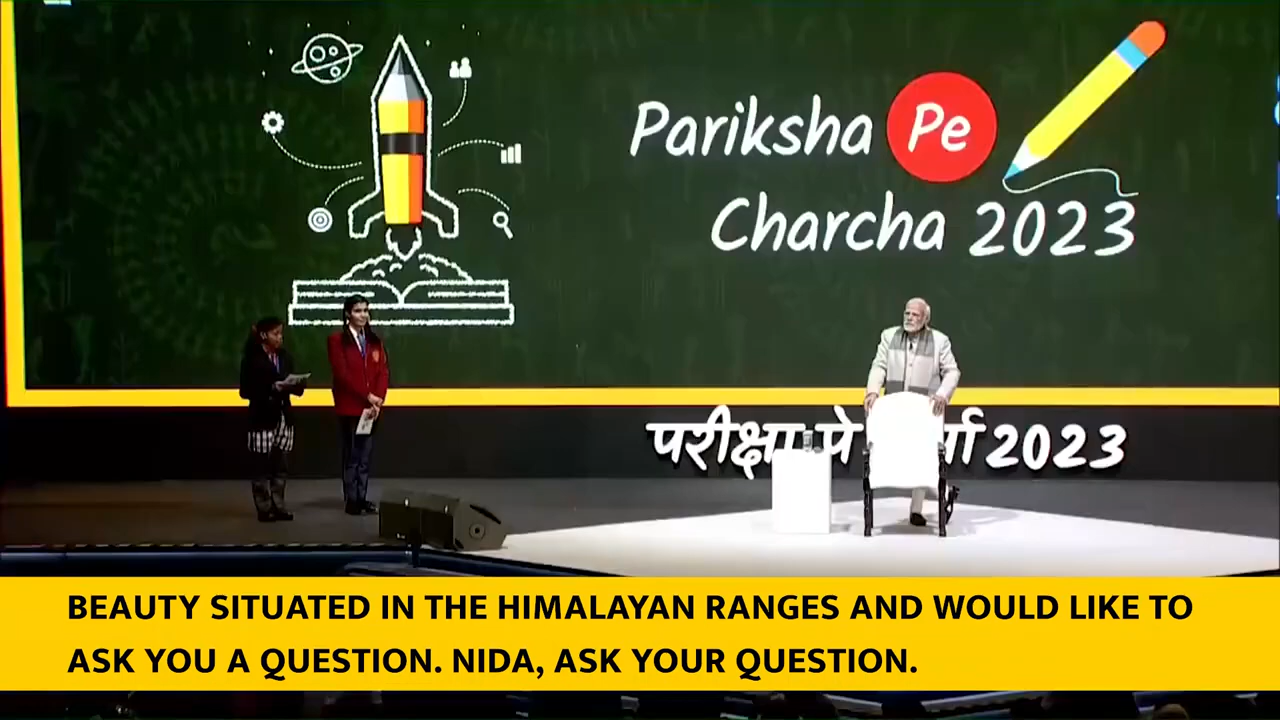 Pariksha Pe
Charcha 2023
परीक्षा पे
2023
BEAUTY SITUATED IN THE HIMALAYAN RANGES AND WOULD LIKE TO
ASK YOU A QUESTION. NIDA, ASK YOUR QUESTION.